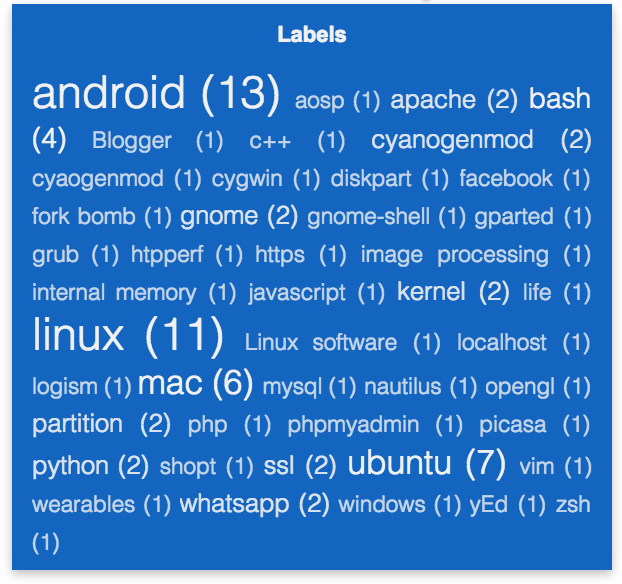 Labels
android (13) aosp (1) apache (2) bash
(4) Blogger (1) c++ (1) cyanogenmod (2)
cyaogenmod (1) cygwin (1) diskpart (1) facebook (1)
fork bomb (1) gnome (2) gnome-shell (1) gparted (1)
grub (1) htpperf (1) https (1) image processing (1)
internal memory (1) javascript (1) kernel (2) life (1)
linux (11) Linux software (1) localhost (1)
logism (1) mac (6) mysql (1) nautilus (1) opengl (1)
partition (2) php (1) phpmyadmin (1) picasa (1)
python (2) shopt (1) ssl (2) ubuntu (7) vim (1)
wearables (1) whatsapp (2) windows (1) yEd (1) zsh
(1)